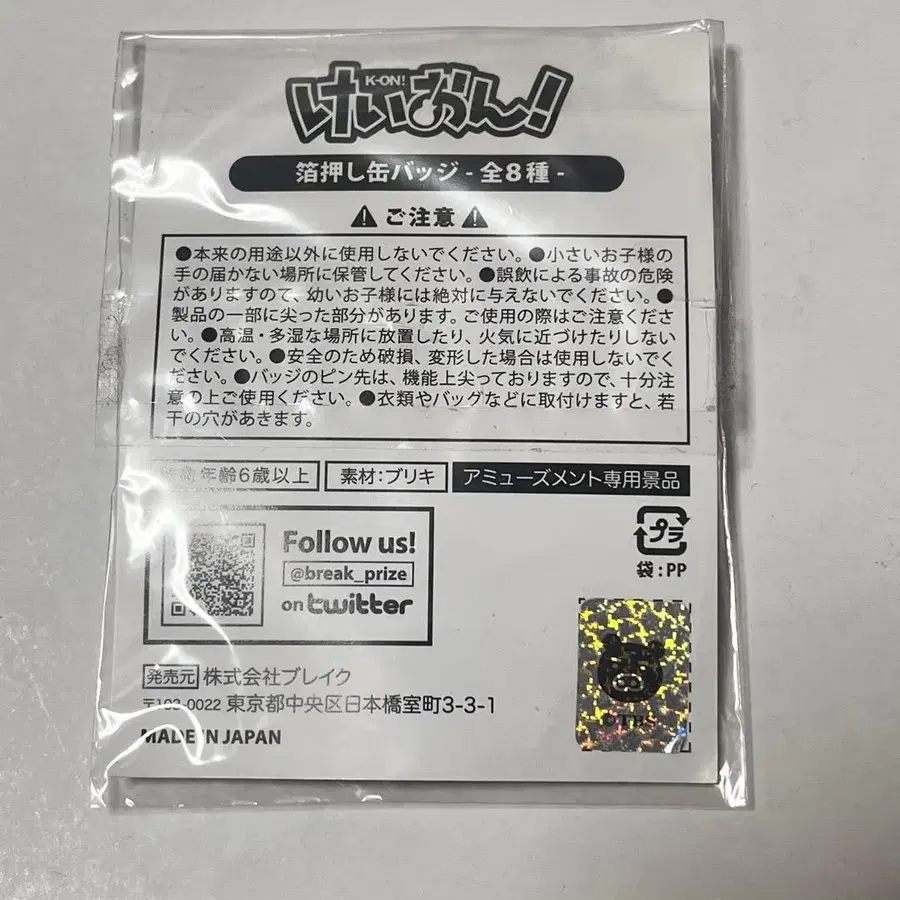 K-ON!
けいおん!
箔押し缶バッジ - 全8種 -
ご注意
●本来の用途以外に使用しないでください。●小さいお子様の
手の届かない場所に保管してください。●誤飲による事故の危険
がありますので、幼いお子様には絶対に与えないでください。●
製品の一部に尖った部分があります。ご使用の際はご注意くださ
い。●高温・多湿な場所に放置したり、火気に近づけたりしない
でください。●安全のため破損、変形した場合は使用しないでく
ださい。●バッジのピン先は、機能上尖っておりますので、十分注
意の上ご使用ください。●衣類やバッグなどに取付けますと、若
干の穴があきます。
年齢6歳以上 素材:ブリキ アミューズメント専用景品
Follow us!
@break_prize
on twitter
プラ
袋:PP
発売元 株式会社ブレイク
〒103-0022 東京都中央区日本橋室町3-3-1
MADE IN JAPAN
©TBS